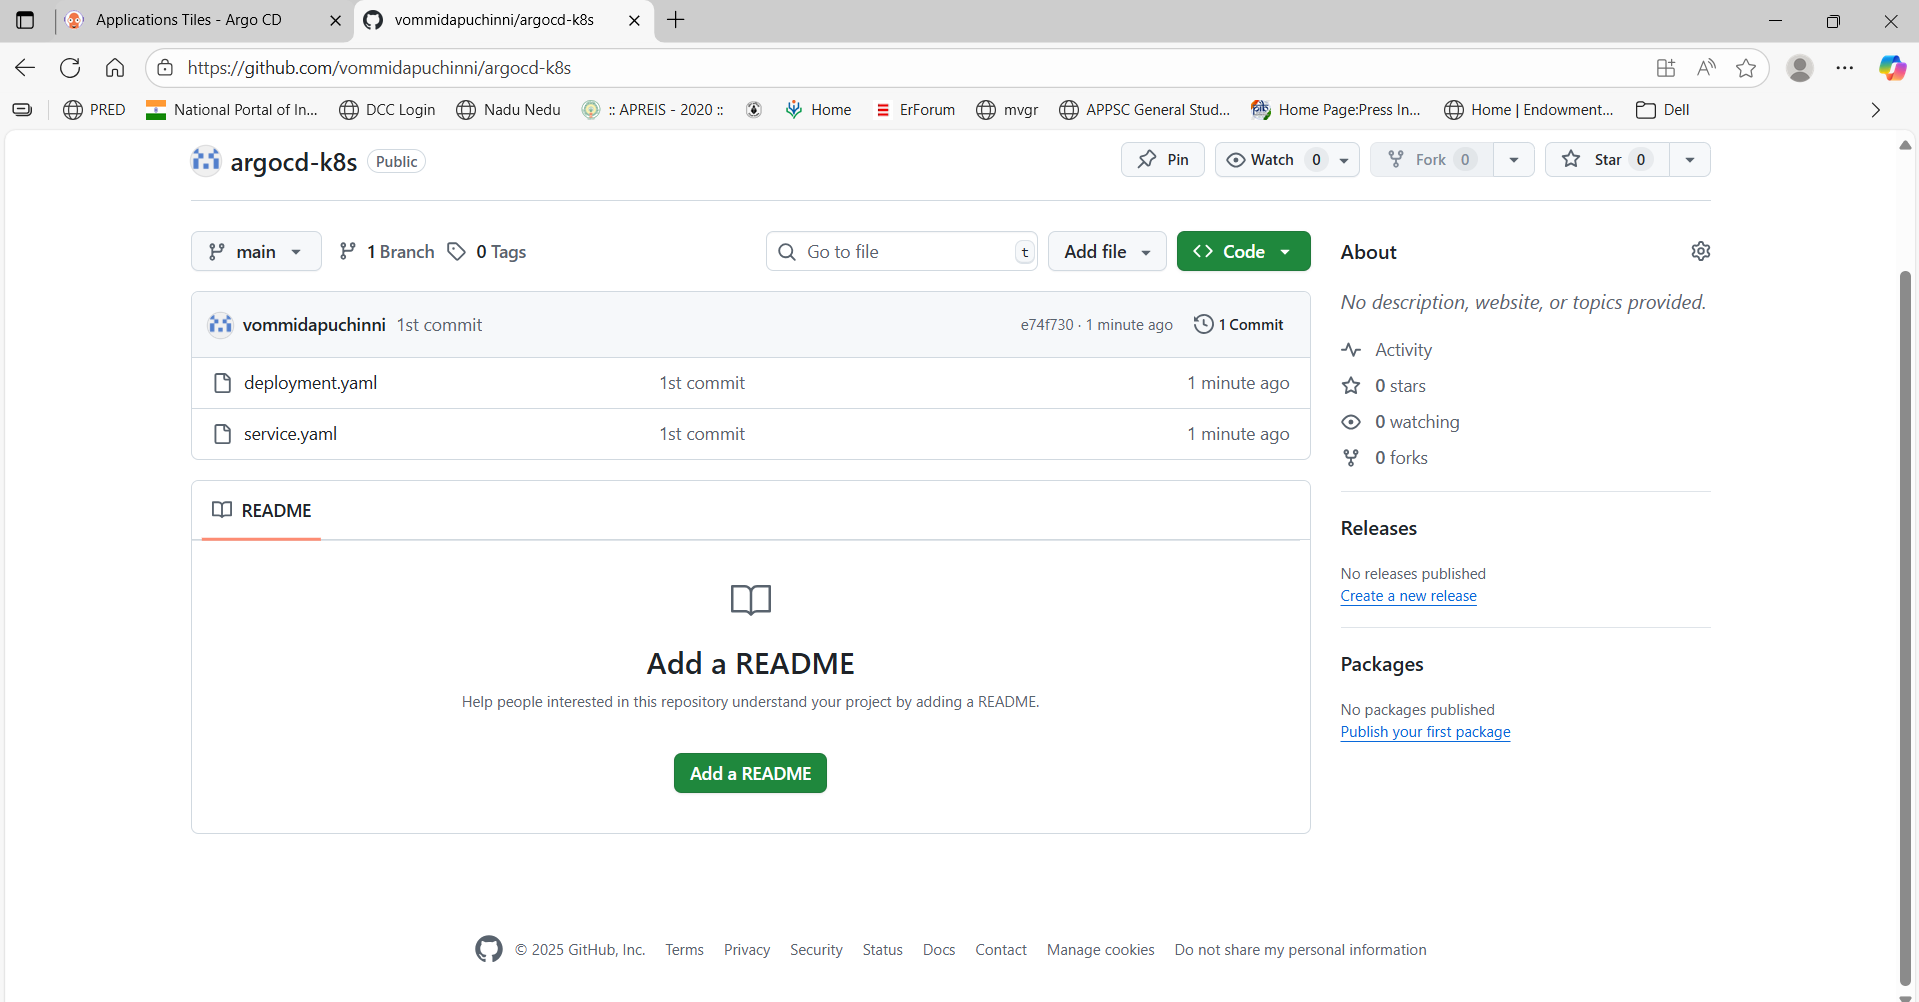 Applications Tiles - Argo CD
vommidapuchinni/argocd-k8s
https://github.com/vommidapuchinni/argocd-k8s
PRED National Portal of In... DCC Login Nadu Nedu :: APREIS - 2020 :: Home ErForum mvgr APPSC General Stud... Home Page:Press In... Home | Endowment... Dell
argocd-k8s Public Pin Watch 0 Fork 0 Star 0
main 1 Branch 0 Tags Go to file t Add file Code
About
No description, website, or topics provided.
vommidapuchinni 1st commit e74f730 · 1 minute ago 1 Commit
deployment.yaml 1st commit 1 minute ago
service.yaml 1st commit 1 minute ago
Activity
0 stars
0 watching
0 forks
README
Add a README
Help people interested in this repository understand your project by adding a README.
Add a README
Releases
No releases published
Create a new release
Packages
No packages published
Publish your first package
© 2025 GitHub, Inc. Terms Privacy Security Status Docs Contact Manage cookies Do not share my personal information